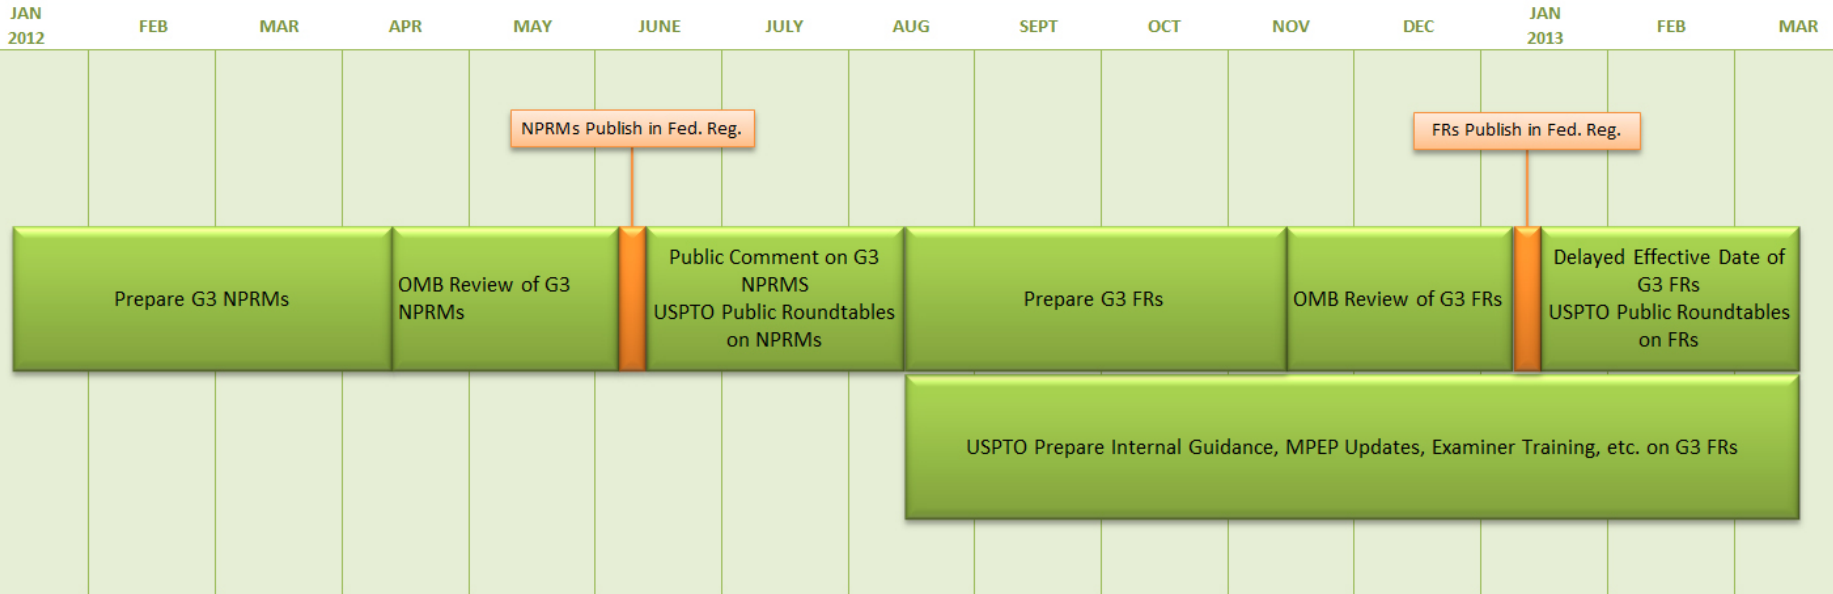 JAN
2012
FEB
MAR
APR
MAY
JUNE
JULY
AUG
SEPT
OCT
NOV
DEC
JAN
2013
FEB
MAR
NPRMs Publish in Fed. Reg.
FRs Publish in Fed. Reg.
Prepare G3 NPRMs
OMB Review of G3
NPRMs
Public Comment on G3
NPRMS
USPTO Public Roundtables
on NPRMs
Prepare G3 FRs
OMB Review of G3 FRs
Delayed Effective Date of
G3 FRs
USPTO Public Roundtables
on FRs
USPTO Prepare Internal Guidance, MPEP Updates, Examiner Training, etc. on G3 FRs